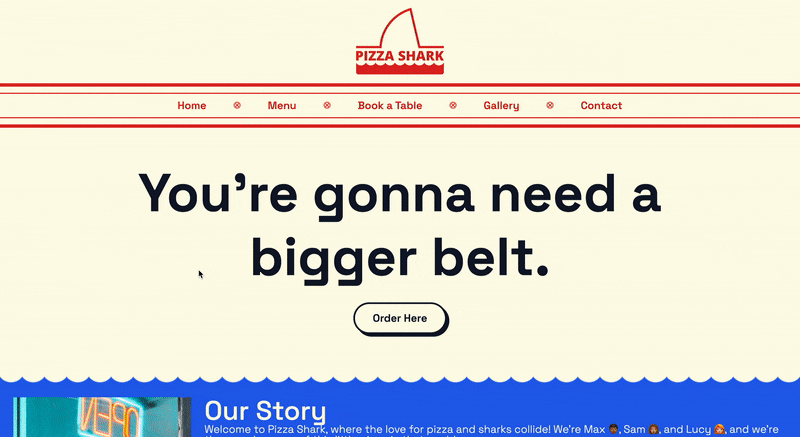 PIZZA SHARK
Home Menu Book a Table Gallery Contact
You're gonna need a
bigger belt.
Order Here
OPEN
Our Story
Welcome to Pizza Shark, where the love for pizza and sharks collide! We're Max 👨🏿, Sam 👩🏾, and Lucy 👩🏻‍🦰, and we're